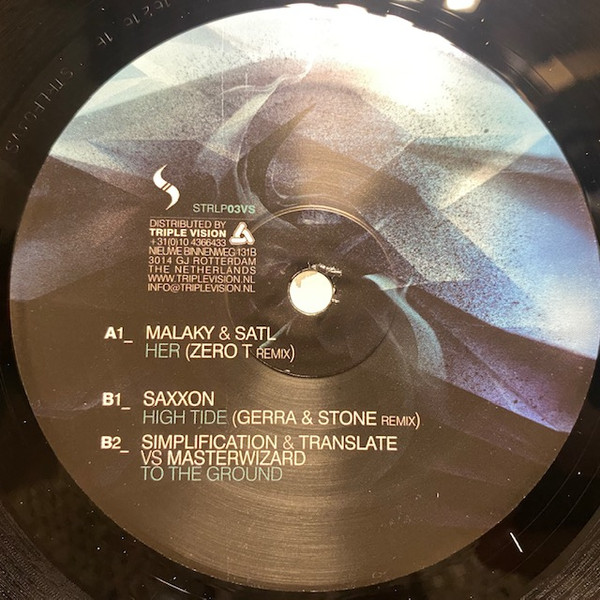 STRLP03VS
DISTRIBUTED BY
TRIPLE VISION
+31(0)10 4366433
NIEUWE BINNENWEG 131B
3014 GJ ROTTERDAM
THE NETHERLANDS
WWW.TRIPLEVISION.NL
INFO@TRIPLEVISION.NL
A1_ MALAKY & SATL
HER (ZERO T REMIX)
B1_ SAXXON
HIGH TIDE (GERRA & STONE REMIX)
B2_ SIMPLIFICATION & TRANSLATE
VS MASTERWIZARD
TO THE GROUND